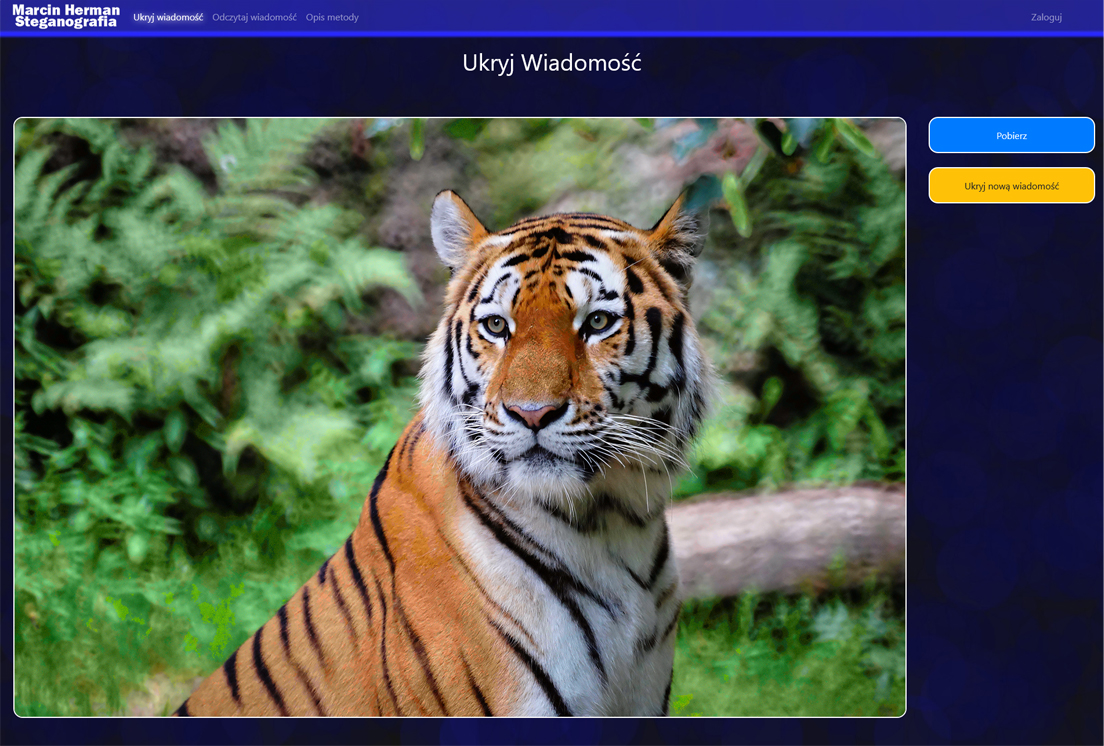 Marcin Herman
Steganografia
Ukryj wiadomość
Odczytaj wiadomość
Opis metody
Zaloguj
Ukryj Wiadomość
Pobierz
Ukryj nową wiadomość